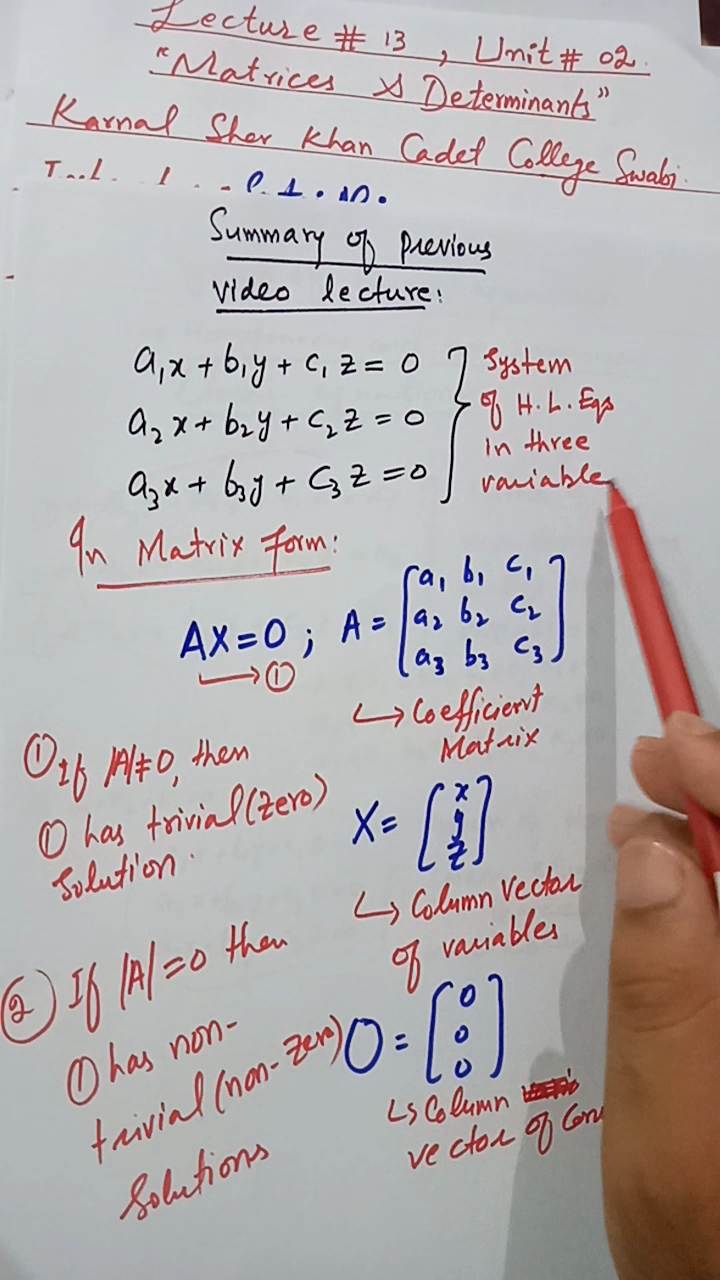 Lecture # 13, Unit # 02.
"Matrices & Determinants"
Karnal Sher Khan Cadet College Swabi.
Summary of previous
video lecture:
a₁x + b₁y + c₁z = 0
a₂x + b₂y + c₂z = 0
a₃x + b₃y + c₃z = 0
System
of H.L.Eqs
in three
variable
In Matrix form:
AX=0 ; A = [a₁ b₁ c₁
a₂ b₂ c₂
a₃ b₃ c₃]
→ ①
↳ Coefficient
Matrix
① If |A|≠0, then
① has trivial (zero)
Solution.
X = [x
y
z]
↳ Column Vector
of variables
② If |A|=0 then
① has non-
trivial (non-zero)
Solutions
O = [0
0
0]
↳ Column
vector of